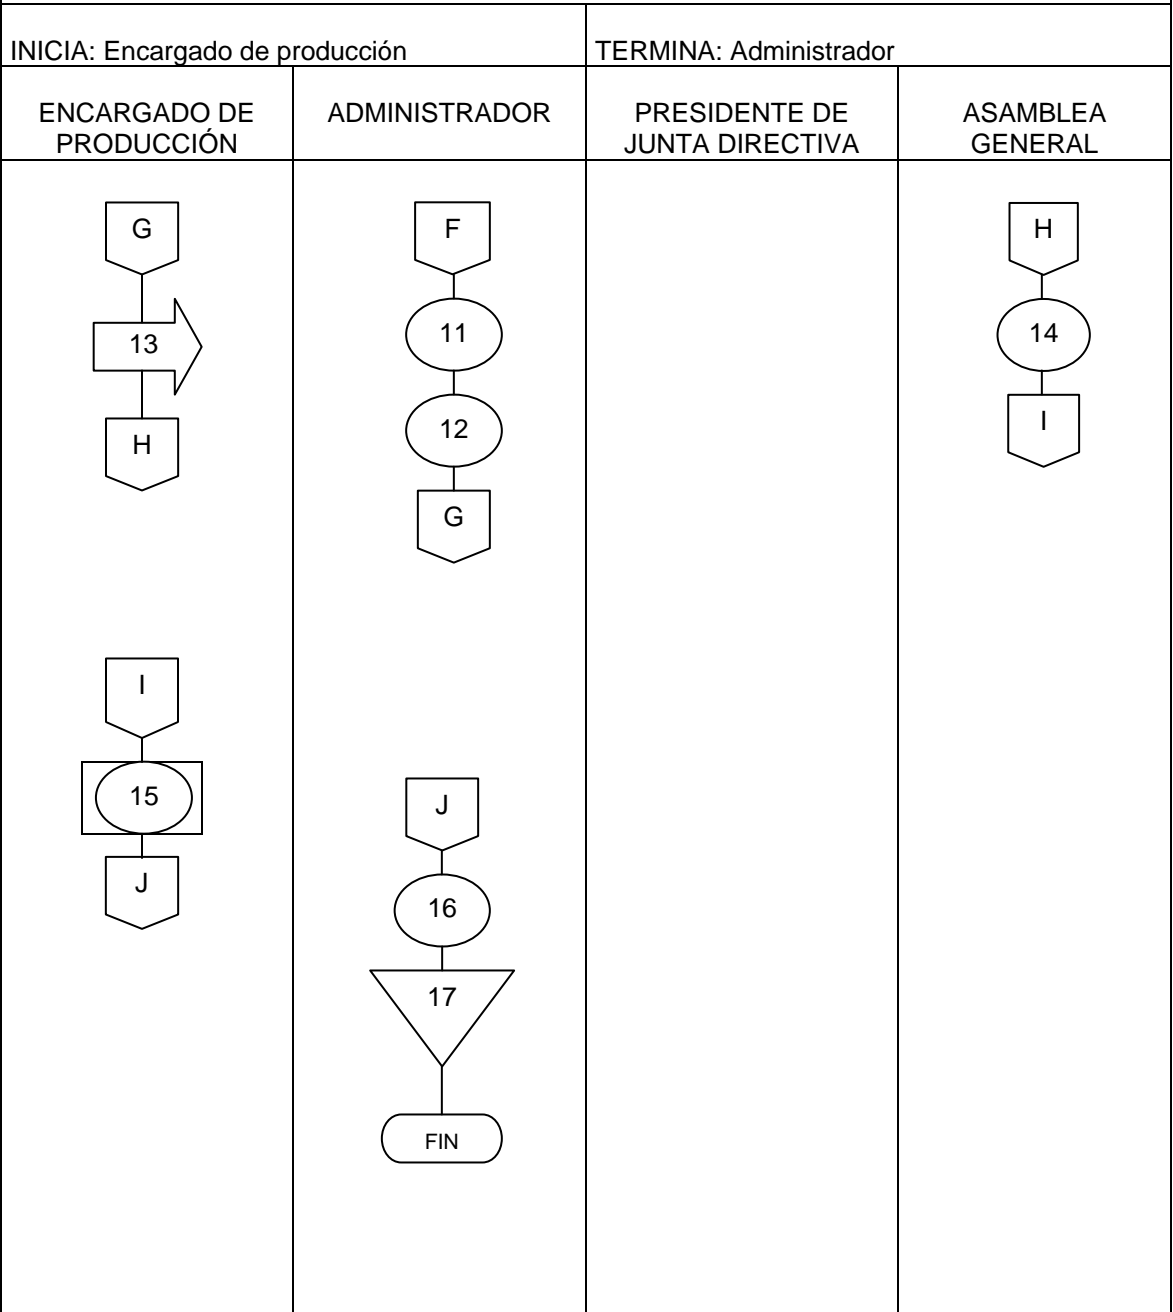 INICIA: Encargado de producción
TERMINA: Administrador
ENCARGADO DE
PRODUCCIÓN
ADMINISTRADOR
PRESIDENTE DE
JUNTA DIRECTIVA
ASAMBLEA
GENERAL
G
13
H
I
15
J
F
11
12
G
J
16
17
FIN
H
14
I